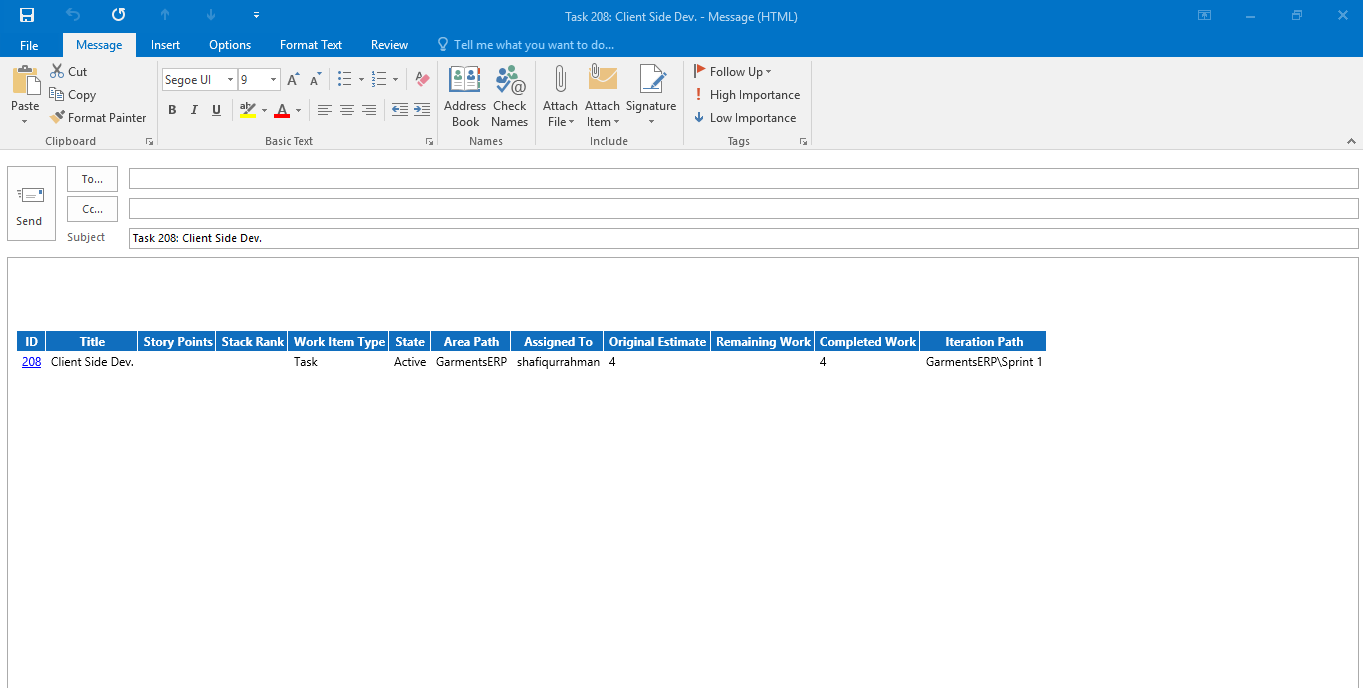 Task 208: Client Side Dev. - Message (HTML)
File Message Insert Options Format Text Review Tell me what you want to do...
Paste
Cut
Copy
Format Painter
Clipboard
Segoe UI 9
B I U
Basic Text
Address Book
Check Names
Names
Attach File
Attach Item
Signature
Include
Follow Up
High Importance
Low Importance
Tags
Send
To...
Cc...
Subject Task 208: Client Side Dev.
ID Title Story Points Stack Rank Work Item Type State Area Path Assigned To Original Estimate Remaining Work Completed Work Iteration Path
208 Client Side Dev. Task Active GarmentsERP shafiqurrahman 4 4 GarmentsERP\Sprint 1